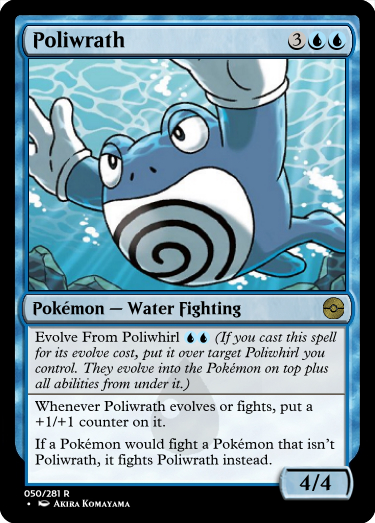 Poliwrath 3
Pokémon — Water Fighting
Evolve From Poliwhirl (If you cast this spell
for its evolve cost, put it over target Poliwhirl you
control. They evolve into the Pokémon on top plus
all abilities from under it.)
Whenever Poliwrath evolves or fights, put a
+1/+1 counter on it.
If a Pokémon would fight a Pokémon that isn't
Poliwrath, it fights Poliwrath instead.
4/4
050/281 R
• Akira Komayama